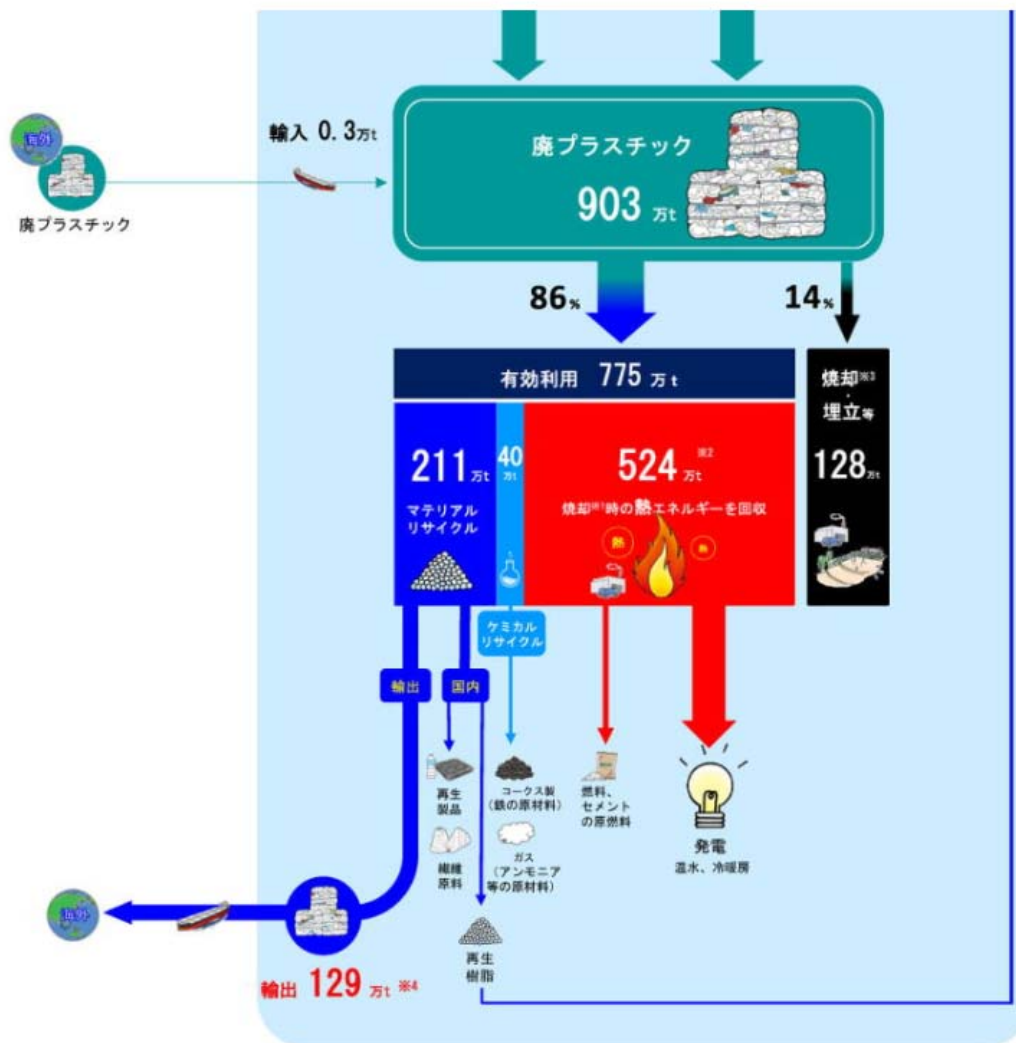 海外
輸入 0.3万t
廃プラスチック
廃プラスチック
903 万t
86%
14%
有効利用 775 万t
焼却※3
・
埋立等
128万t
211万t
マテリアル
リサイクル
40
万t
524万t※2
焼却※1時の熱エネルギーを回収
熱
熱
ケミカル
リサイクル
輸出
国内
再生
製品
繊維
原料
コークス製
(鉄の原材料)
ガス
(アンモニア
等の原材料)
燃料、
セメント
の原燃料
発電
温水、冷暖房
海外
再生
樹脂
輸出 129 万t ※4